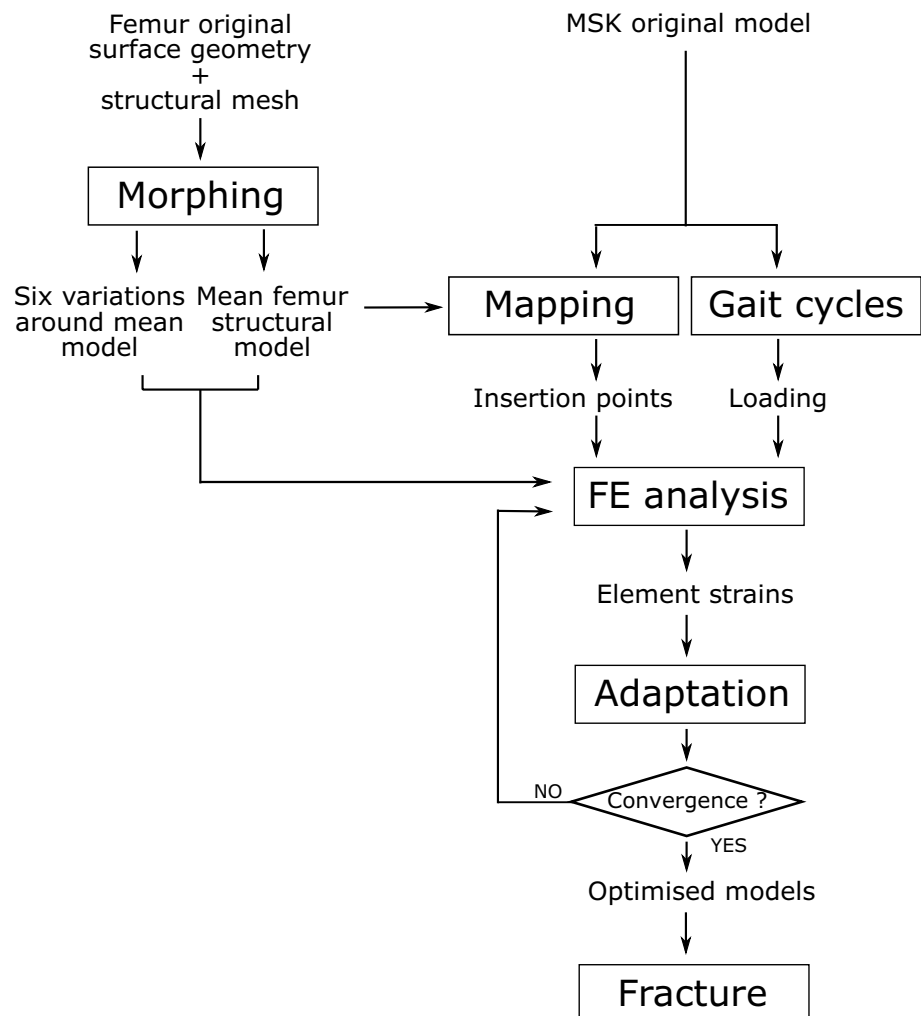 Femur original
surface geometry
+
structural mesh
MSK original model
Morphing
Six variations
around mean
model
Mean femur
structural
model
Mapping
Gait cycles
Insertion points
Loading
FE analysis
Element strains
Adaptation
Convergence ?
NO
YES
Optimised models
Fracture